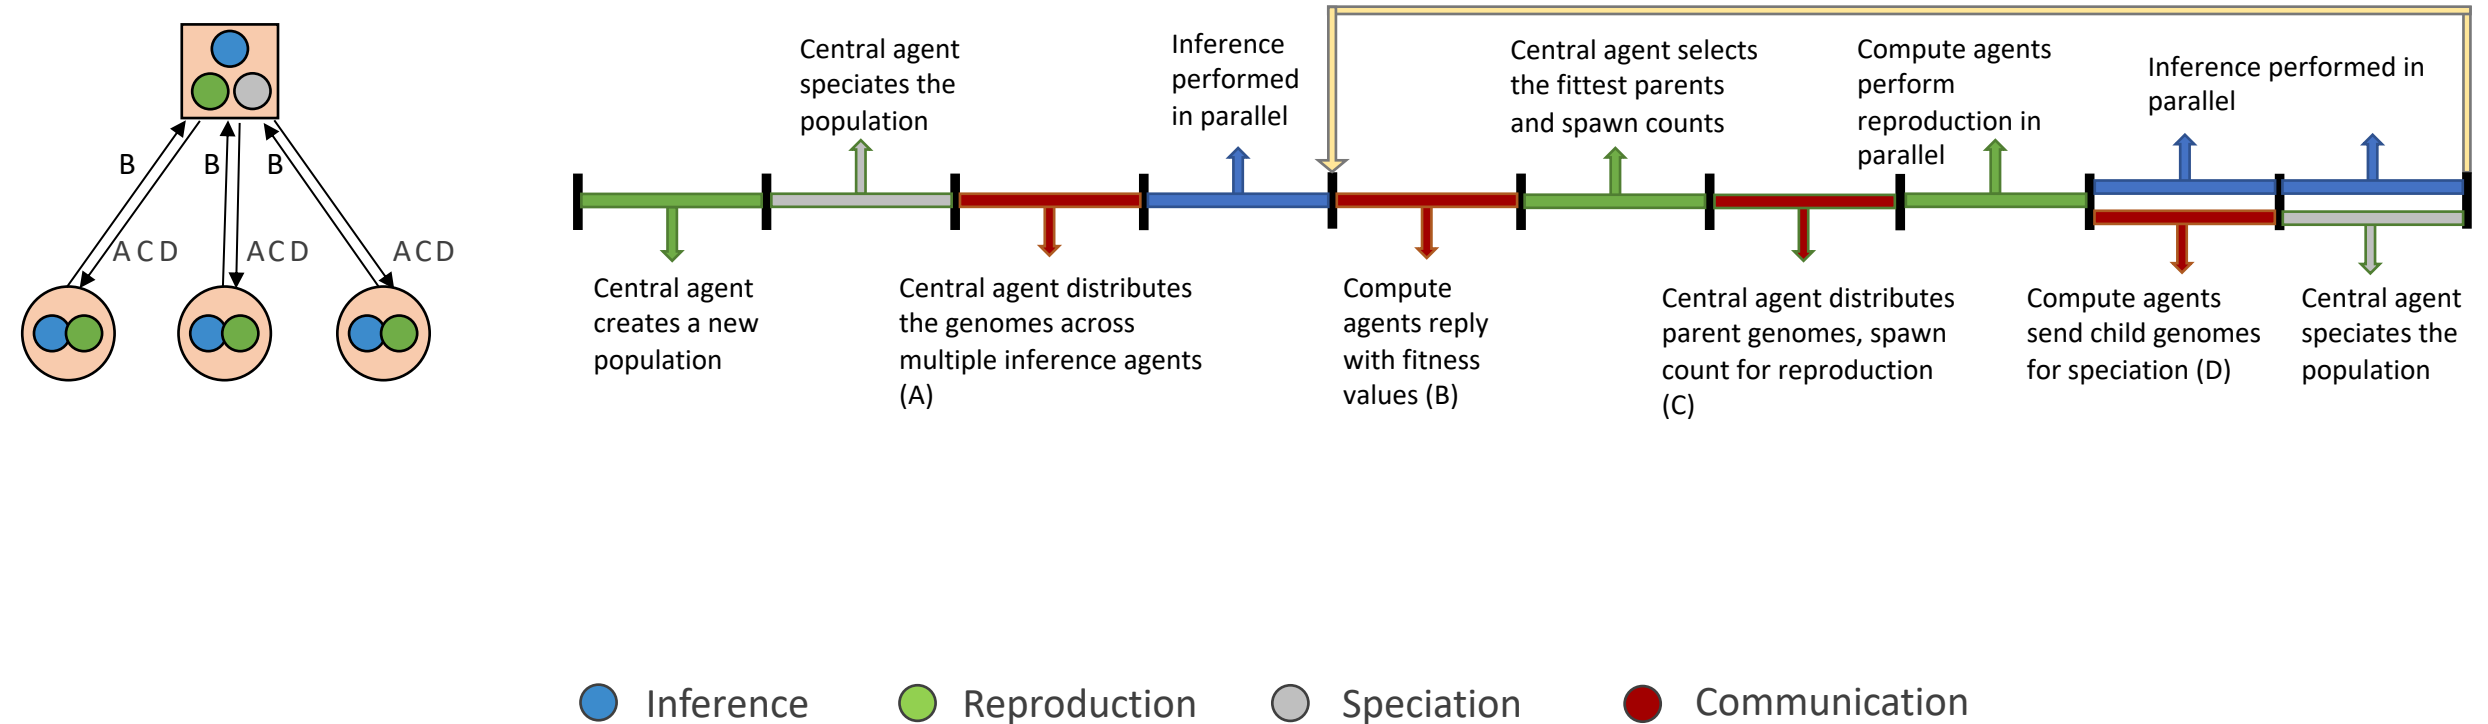 B
B
B
A C D
A C D
A C D
Central agent
speciates the
population
Inference
performed
in parallel
Central agent selects
the fittest parents
and spawn counts
Compute agents
perform
reproduction in
parallel
Inference performed in
parallel
Central agent
creates a new
population
Central agent distributes
the genomes across
multiple inference agents
(A)
Compute
agents reply
with fitness
values (B)
Central agent distributes
parent genomes, spawn
count for reproduction
(C)
Compute agents
send child genomes
for speciation (D)
Central agent
speciates the
population
Inference
Reproduction
Speciation
Communication